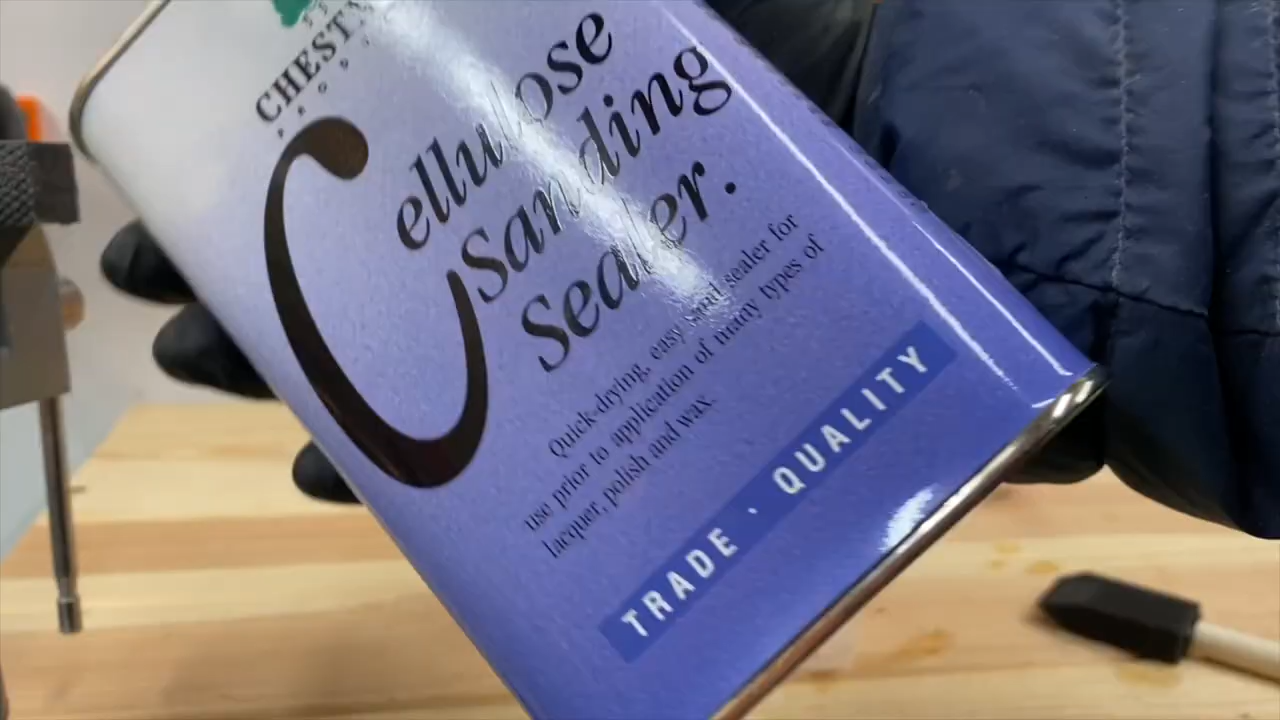 Cellulose
Sanding
Sealer.
Quick-drying, easy sand sealer for
use prior to application of many types of
lacquer, polish and wax.
TRADE · QUALITY